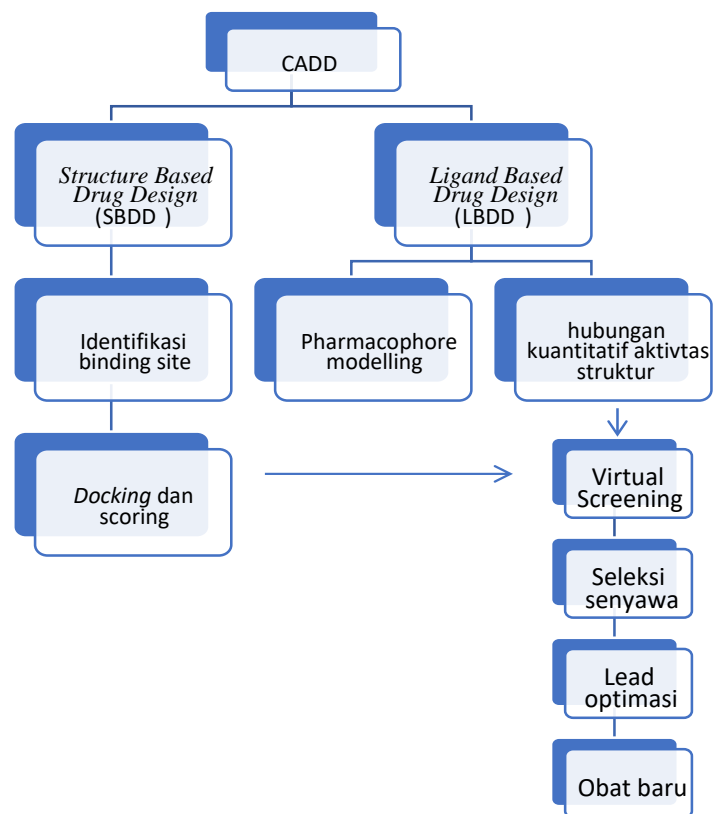 CADD
Structure Based
Drug Design
(SBDD )
Ligand Based
Drug Design
(LBDD )
Identifikasi
binding site
Pharmacophore
modelling
hubungan
kuantitatif aktivtas
struktur
Docking dan
scoring
Virtual
Screening
Seleksi
senyawa
Lead
optimasi
Obat baru